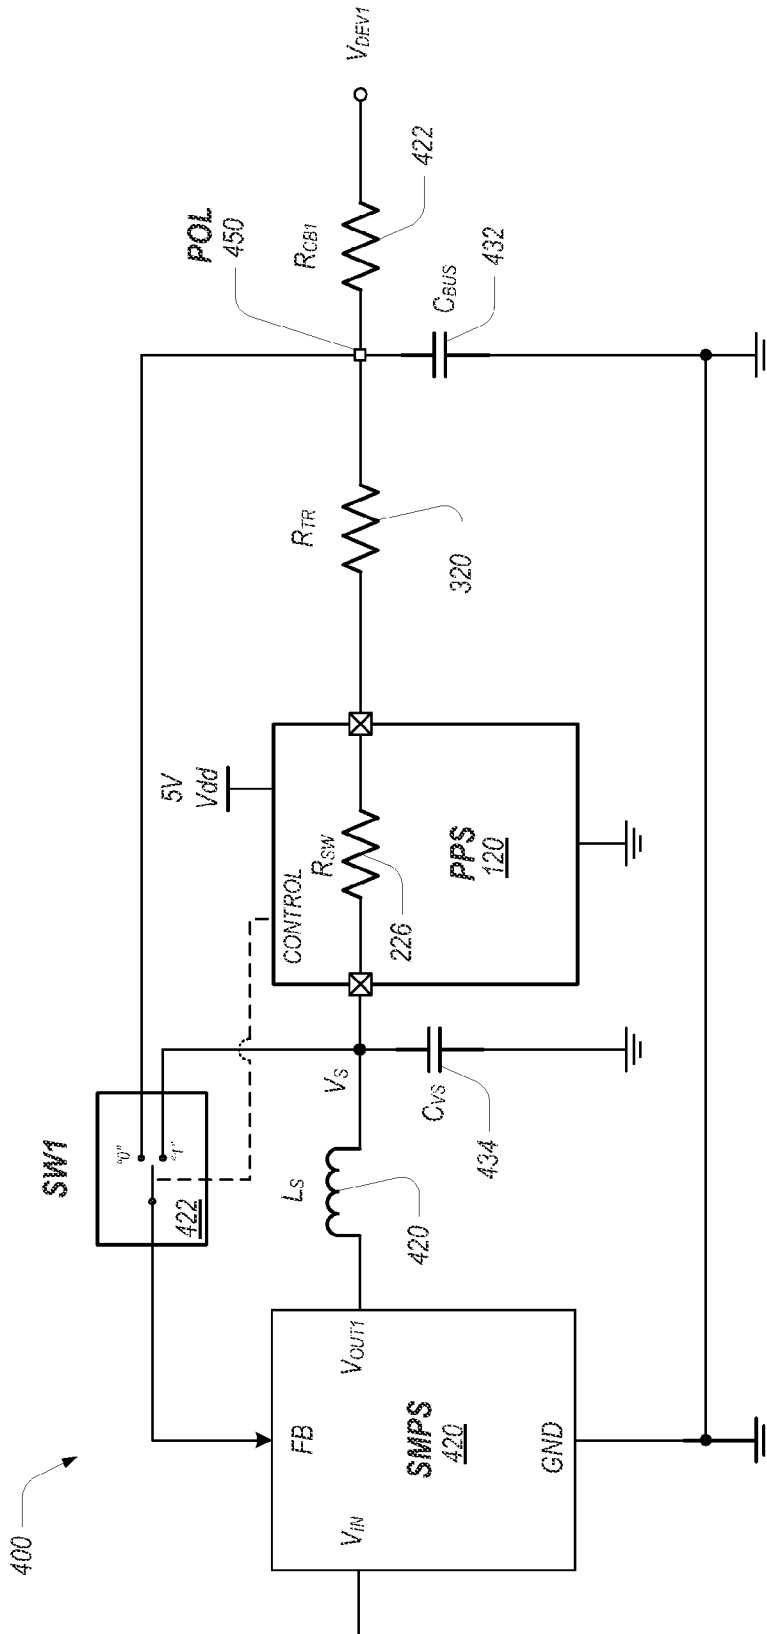 400
SW1
"0"
"1"
422
FB
V_IN
V_OUT1
SMPS
420
GND
L_S
420
V_S
C_VS
434
CONTROL
5V
Vdd
R_SW
226
PPS
120
R_TR
320
POL
450
R_CB1
422
C_BUS
432
V_DEV1